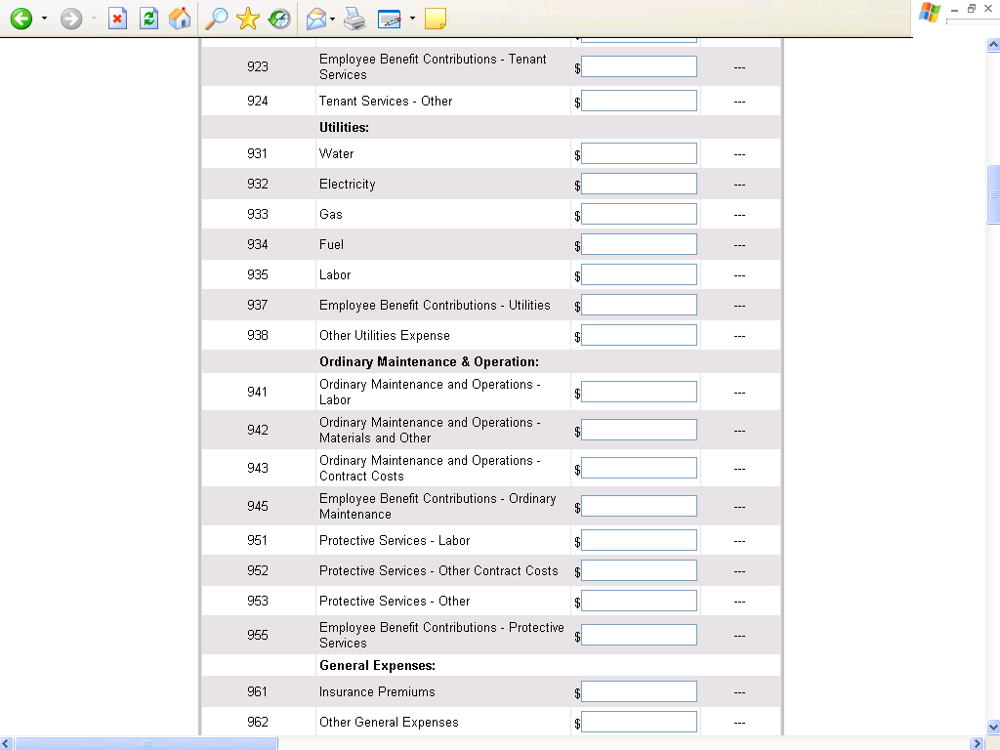 923 Employee Benefit Contributions - Tenant
Services $ ---
924 Tenant Services - Other $ ---
Utilities:
931 Water $ ---
932 Electricity $ ---
933 Gas $ ---
934 Fuel $ ---
935 Labor $ ---
937 Employee Benefit Contributions - Utilities $ ---
938 Other Utilities Expense $ ---
Ordinary Maintenance & Operation:
941 Ordinary Maintenance and Operations -
Labor $ ---
942 Ordinary Maintenance and Operations -
Materials and Other $ ---
943 Ordinary Maintenance and Operations -
Contract Costs $ ---
945 Employee Benefit Contributions - Ordinary
Maintenance $ ---
951 Protective Services - Labor $ ---
952 Protective Services - Other Contract Costs $ ---
953 Protective Services - Other $ ---
955 Employee Benefit Contributions - Protective
Services $ ---
General Expenses:
961 Insurance Premiums $ ---
962 Other General Expenses $ ---